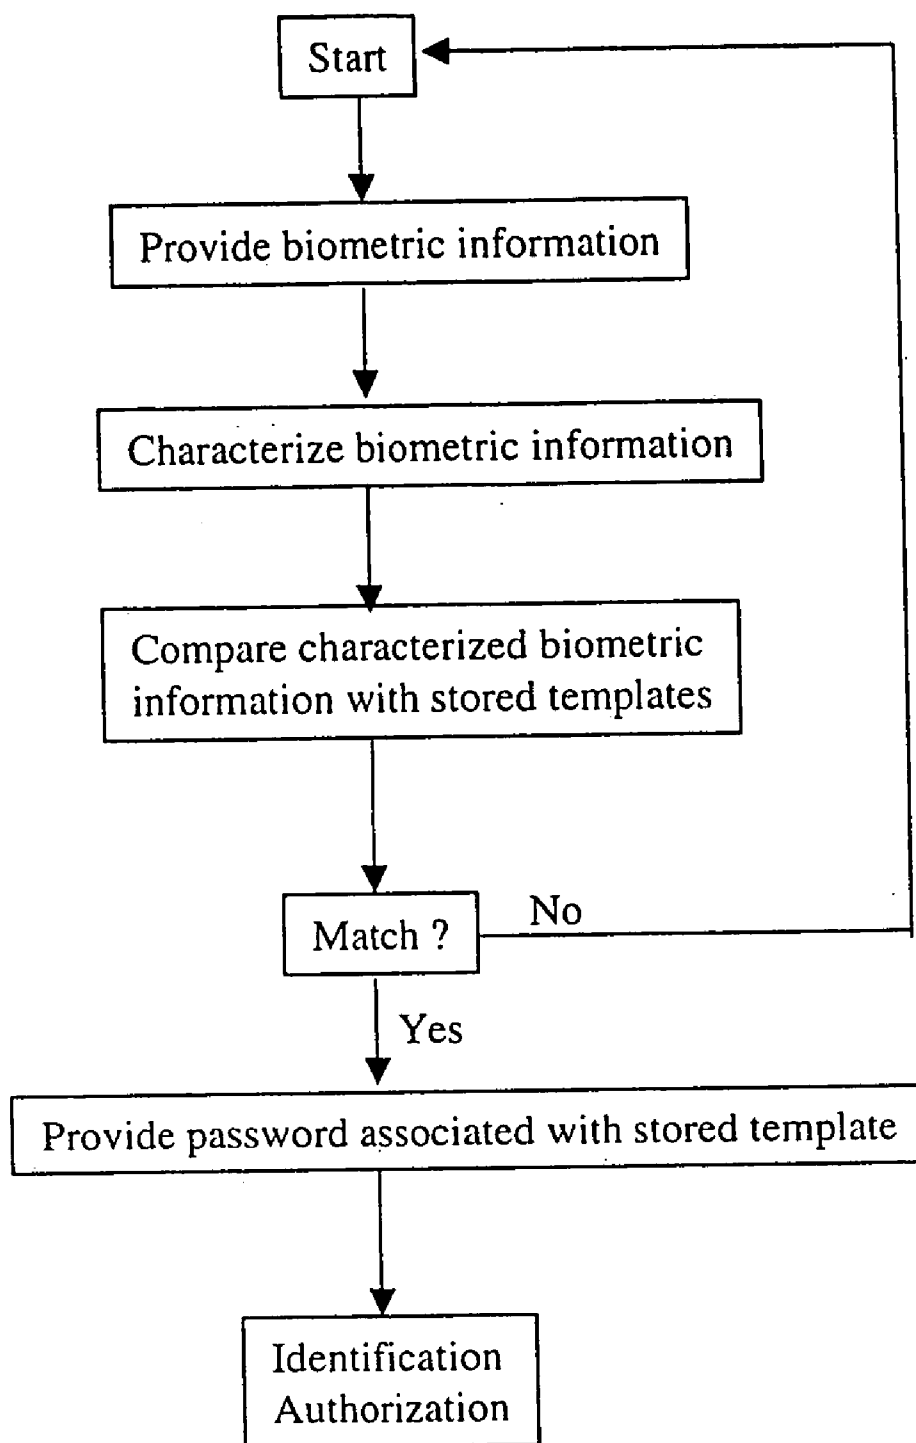 Start
Provide biometric information
Characterize biometric information
Compare characterized biometric
information with stored templates
Match ?
No
Yes
Provide password associated with stored template
Identification
Authorization